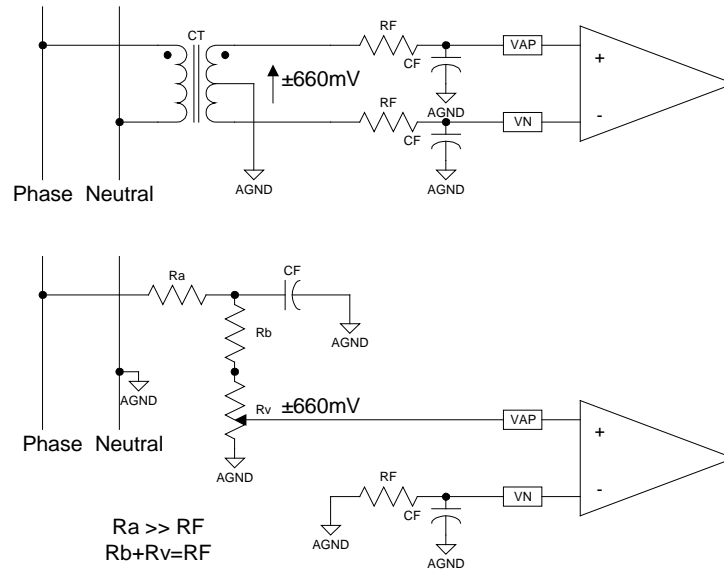 CT
RF
VAP
±660mV
CF
AGND
+
RF
VN
-
CF
AGND
AGND
Phase Neutral
Ra
CF
AGND
Rb
AGND
Rv ±660mV
VAP
+
Phase Neutral
AGND
RF
VN
-
CF
AGND
AGND
Ra >> RF
Rb+Rv=RF